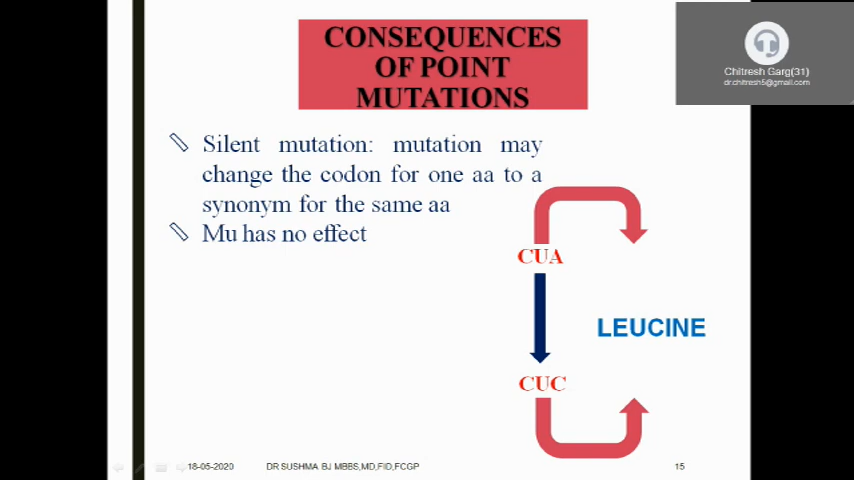 CONSEQUENCES
OF POINT
MUTATIONS
Chitresh Garg(31)
dr.chitresh5@gmail.com
Silent mutation: mutation may
change the codon for one aa to a
synonym for the same aa
Mu has no effect
CUA
LEUCINE
CUC
18-05-2020 DR SUSHMA BJ MBBS,MD,FID,FCGP 15